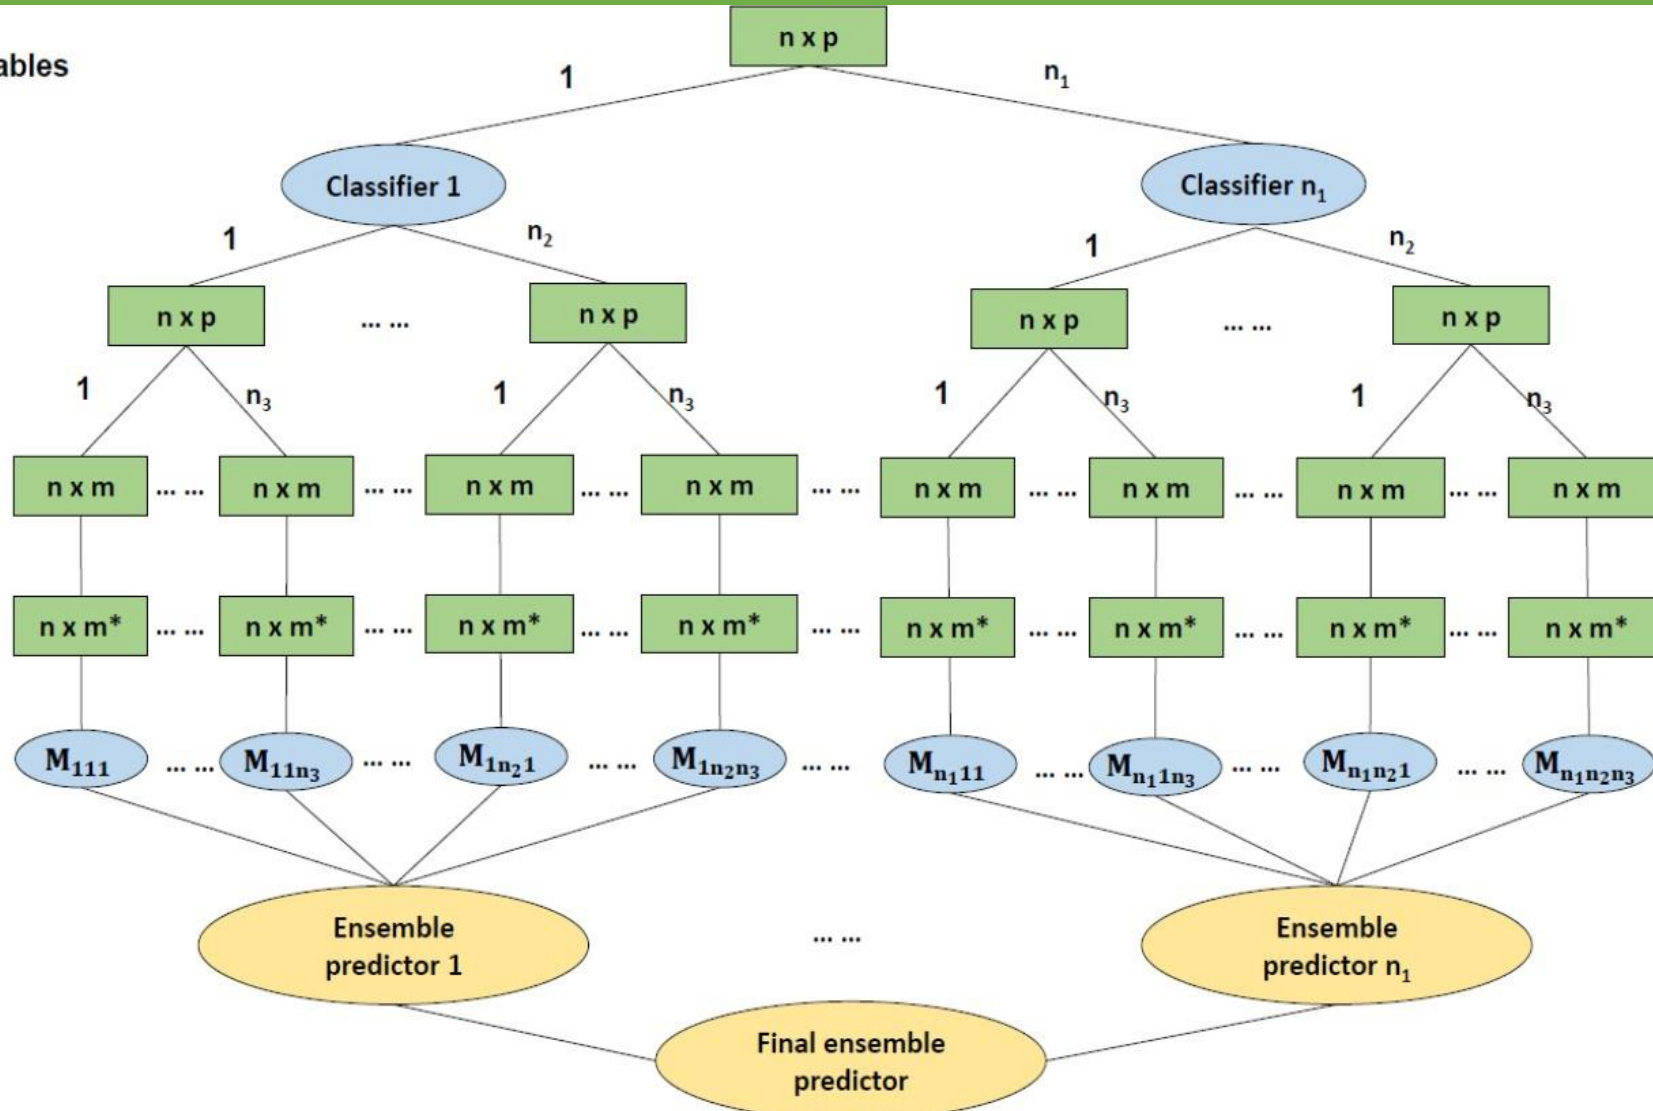 n x p
ables
1 n₁
Classifier 1 Classifier n₁
1 n₂ 1 n₂
n x p ... ... n x p n x p ... ... n x p
1 n₃ 1 n₃ 1 n₃ 1 n₃
n x m ... ... n x m ... ... n x m ... ... n x m ... ... n x m ... ... n x m ... ... n x m ... ... n x m
n x m* ... ... n x m* ... ... n x m* ... ... n x m* ... ... n x m* ... ... n x m* ... ... n x m* ... ... n x m*
M₁₁₁ ... ... M₁₁n₃ ... ... M₁n₂₁ ... ... M₁n₂n₃ ... ... Mn₁₁₁ ... ... Mn₁₁n₃ ... ... Mn₁n₂₁ ... ... Mn₁n₂n₃
Ensemble Ensemble
predictor 1 ... ... predictor n₁
Final ensemble
predictor